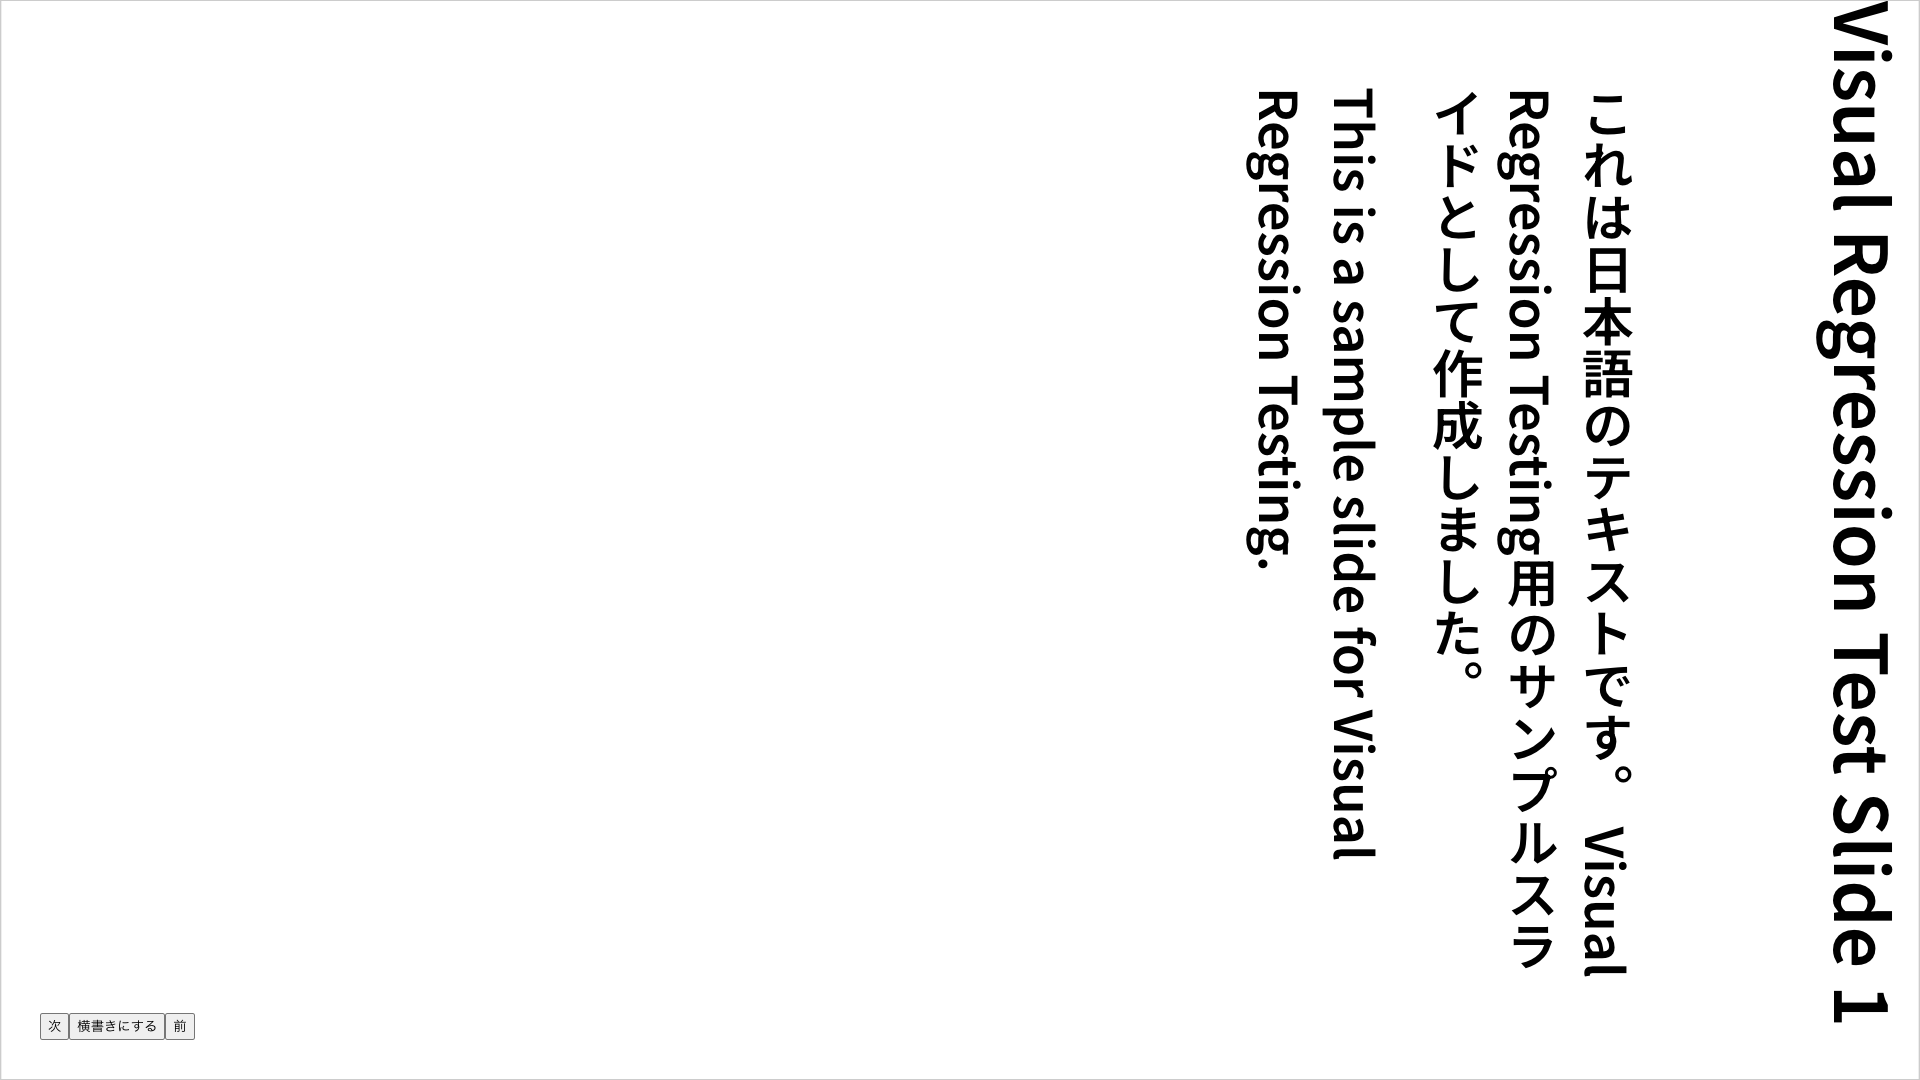 Visual Regression Test Slide 1
これは日本語のテキストです。 Visual
Regression Testing用のサンプルスラ
イドとして作成しました。
This is a sample slide for Visual
Regression Testing.
次
横書きにする
前